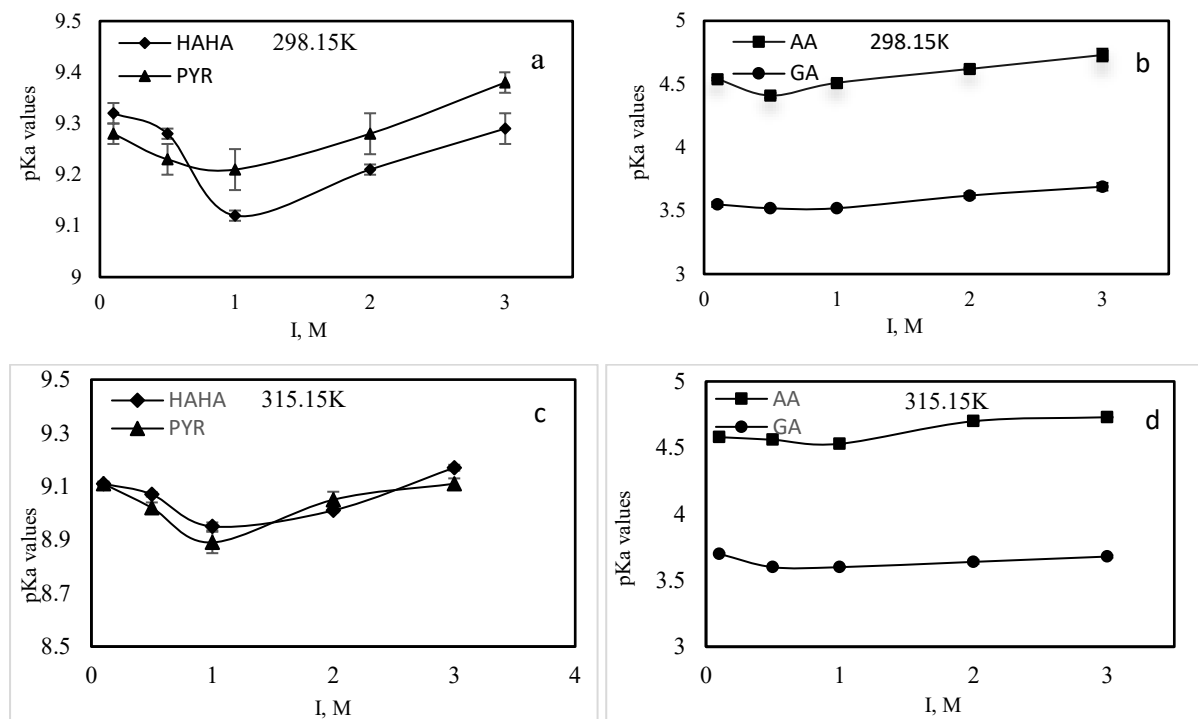 9.5
9.4
9.3
9.2
9.1
9
pKa values
HAHA
PYR
298.15K
a
0
1
2
3
I, M
5
4.5
4
3.5
3
pKa values
AA
GA
298.15K
b
0
1
2
3
I, M
9.5
9.3
9.1
8.9
8.7
8.5
pKa values
HAHA
PYR
315.15K
c
0
1
2
3
4
I, M
5
4.5
4
3.5
3
pKa values
AA
GA
315.15K
d
0
1
2
3
I, M